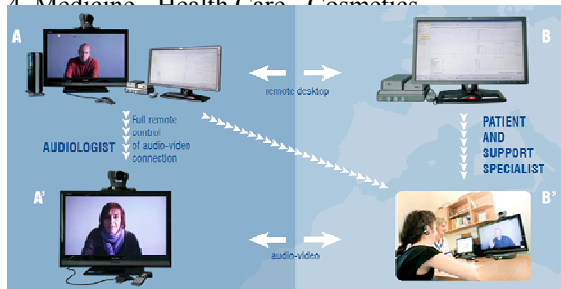 4. Medicine - Health Care - Cosmetics
A
B
remote desktop
Full remote
control
of audio-video
connection
AUDIOLOGIST
PATIENT
AND
SUPPORT
SPECIALIST
A'
B'
audio-video